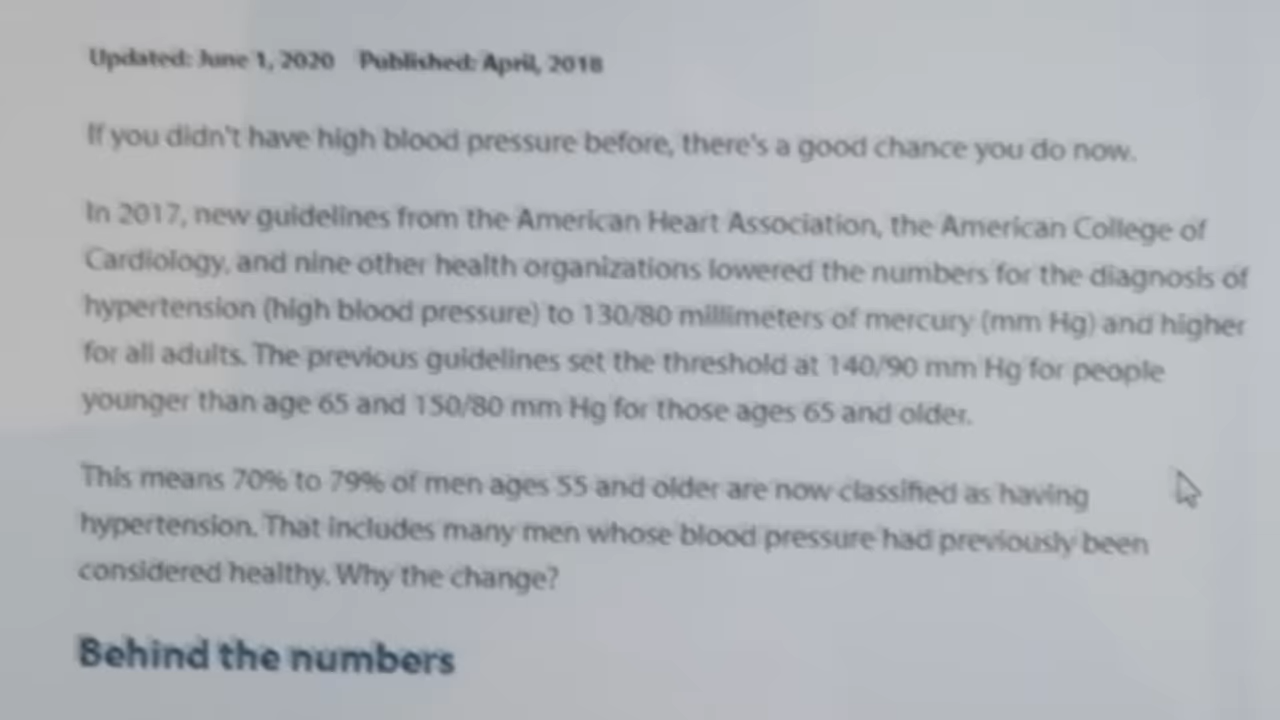 Updated: June 1, 2020 Published: April, 2018
If you didn't have high blood pressure before, there's a good chance you do now.
In 2017, new guidelines from the American Heart Association, the American College of
Cardiology, and nine other health organizations lowered the numbers for the diagnosis of
hypertension (high blood pressure) to 130/80 millimeters of mercury (mm Hg) and higher
for all adults. The previous guidelines set the threshold at 140/90 mm Hg for people
younger than age 65 and 150/80 mm Hg for those ages 65 and older.
This means 70% to 79% of men ages 55 and older are now classified as having
hypertension. That includes many men whose blood pressure had previously been
considered healthy. Why the change?
Behind the numbers